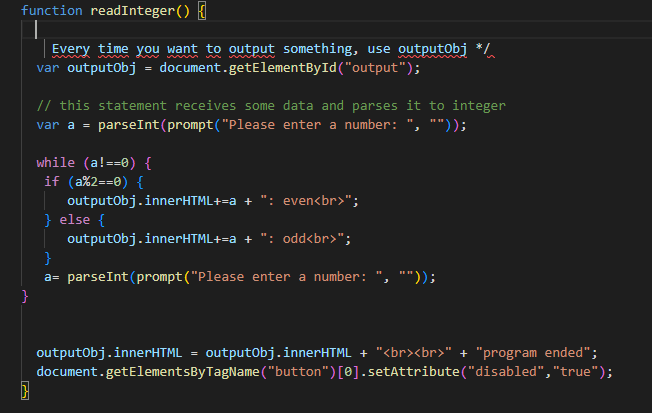 function readInteger() {
Every time you want to output something, use outputObj */
var outputObj = document.getElementById("output");
// this statement receives some data and parses it to integer
var a = parseInt(prompt("Please enter a number: ", ""));
while (a!==0) {
if (a%2==0) {
outputObj.innerHTML+=a + ": even<br>";
} else {
outputObj.innerHTML+=a + ": odd<br>";
}
a= parseInt(prompt("Please enter a number: ", ""));
}
outputObj.innerHTML = outputObj.innerHTML + "<br><br>" + "program ended";
document.getElementsByTagName("button")[0].setAttribute("disabled","true");
}